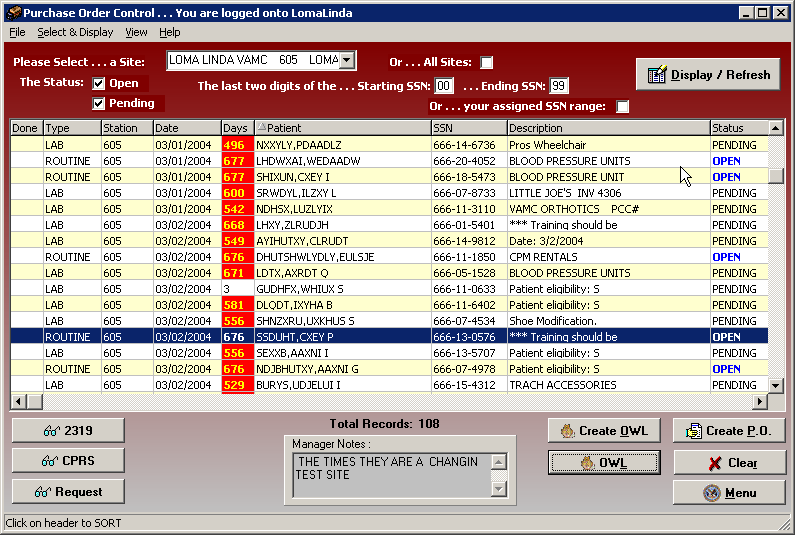 Purchase Order Control . . . You are logged onto LomaLinda
File Select & Display View Help
Please Select . . . a Site: LOMA LINDA VAMC 605 LOMA Or . . . All Sites:
The Status: Open The last two digits of the . . . Starting SSN: 00 . . . Ending SSN: 99 Display / Refresh
Pending Or . . . your assigned SSN range:
Done Type Station Date Days Patient SSN Description Status
LAB 605 03/01/2004 496 NXXYLY,PDAADLZ 666-14-6736 Pros Wheelchair PENDING
ROUTINE 605 03/01/2004 677 LHDWXAI,WEDAADW 666-20-4052 BLOOD PRESSURE UNITS OPEN
ROUTINE 605 03/01/2004 677 SHIXUN,CXEY I 666-18-5473 BLOOD PRESSURE UNIT OPEN
LAB 605 03/01/2004 600 SRWDYL,ILZXY L 666-07-8733 LITTLE JOE'S INV 4306 PENDING
LAB 605 03/01/2004 542 NDHSX,LUZLYIX 666-11-3110 VAMC ORTHOTICS PCC# PENDING
LAB 605 03/02/2004 668 LHXY,ZLRUDJH 666-01-5401 *** Training should be PENDING
LAB 605 03/02/2004 549 AYIHUTXY,CLRUDT 666-14-9812 Date: 3/2/2004 PENDING
ROUTINE 605 03/02/2004 676 DHUTSHWLYDLY,EULSJE 666-11-1850 CPM RENTALS OPEN
LAB 605 03/02/2004 671 LDTX,AXRDT Q 666-05-1528 BLOOD PRESSURE UNITS PENDING
LAB 605 03/02/2004 3 GUDHFX,WHIUX S 666-11-0633 Patient eligibility: S PENDING
LAB 605 03/02/2004 581 DLQDT,IXYHA B 666-11-6402 Patient eligibility: S PENDING
LAB 605 03/02/2004 556 SHNZXRU,UXKHUS S 666-07-4534 Shoe Modification. PENDING
ROUTINE 605 03/02/2004 676 SSDUHT,CXEY P 666-13-0576 *** Training should be OPEN
LAB 605 03/02/2004 556 SEXXB,AAXNI I 666-13-5707 Patient eligibility: S PENDING
ROUTINE 605 03/02/2004 676 NDJBHUTXY,AAXNI G 666-07-4978 Patient eligibility: S OPEN
LAB 605 03/02/2004 529 BURYS,UDJELUI I 666-15-4312 TRACH ACCESSORIES PENDING
2319 Total Records: 108 Create OWL Create P.O.
Manager Notes :
CPRS THE TIMES THEY ARE A CHANGIN OWL Clear
TEST SITE
Request Menu
Click on header to SORT